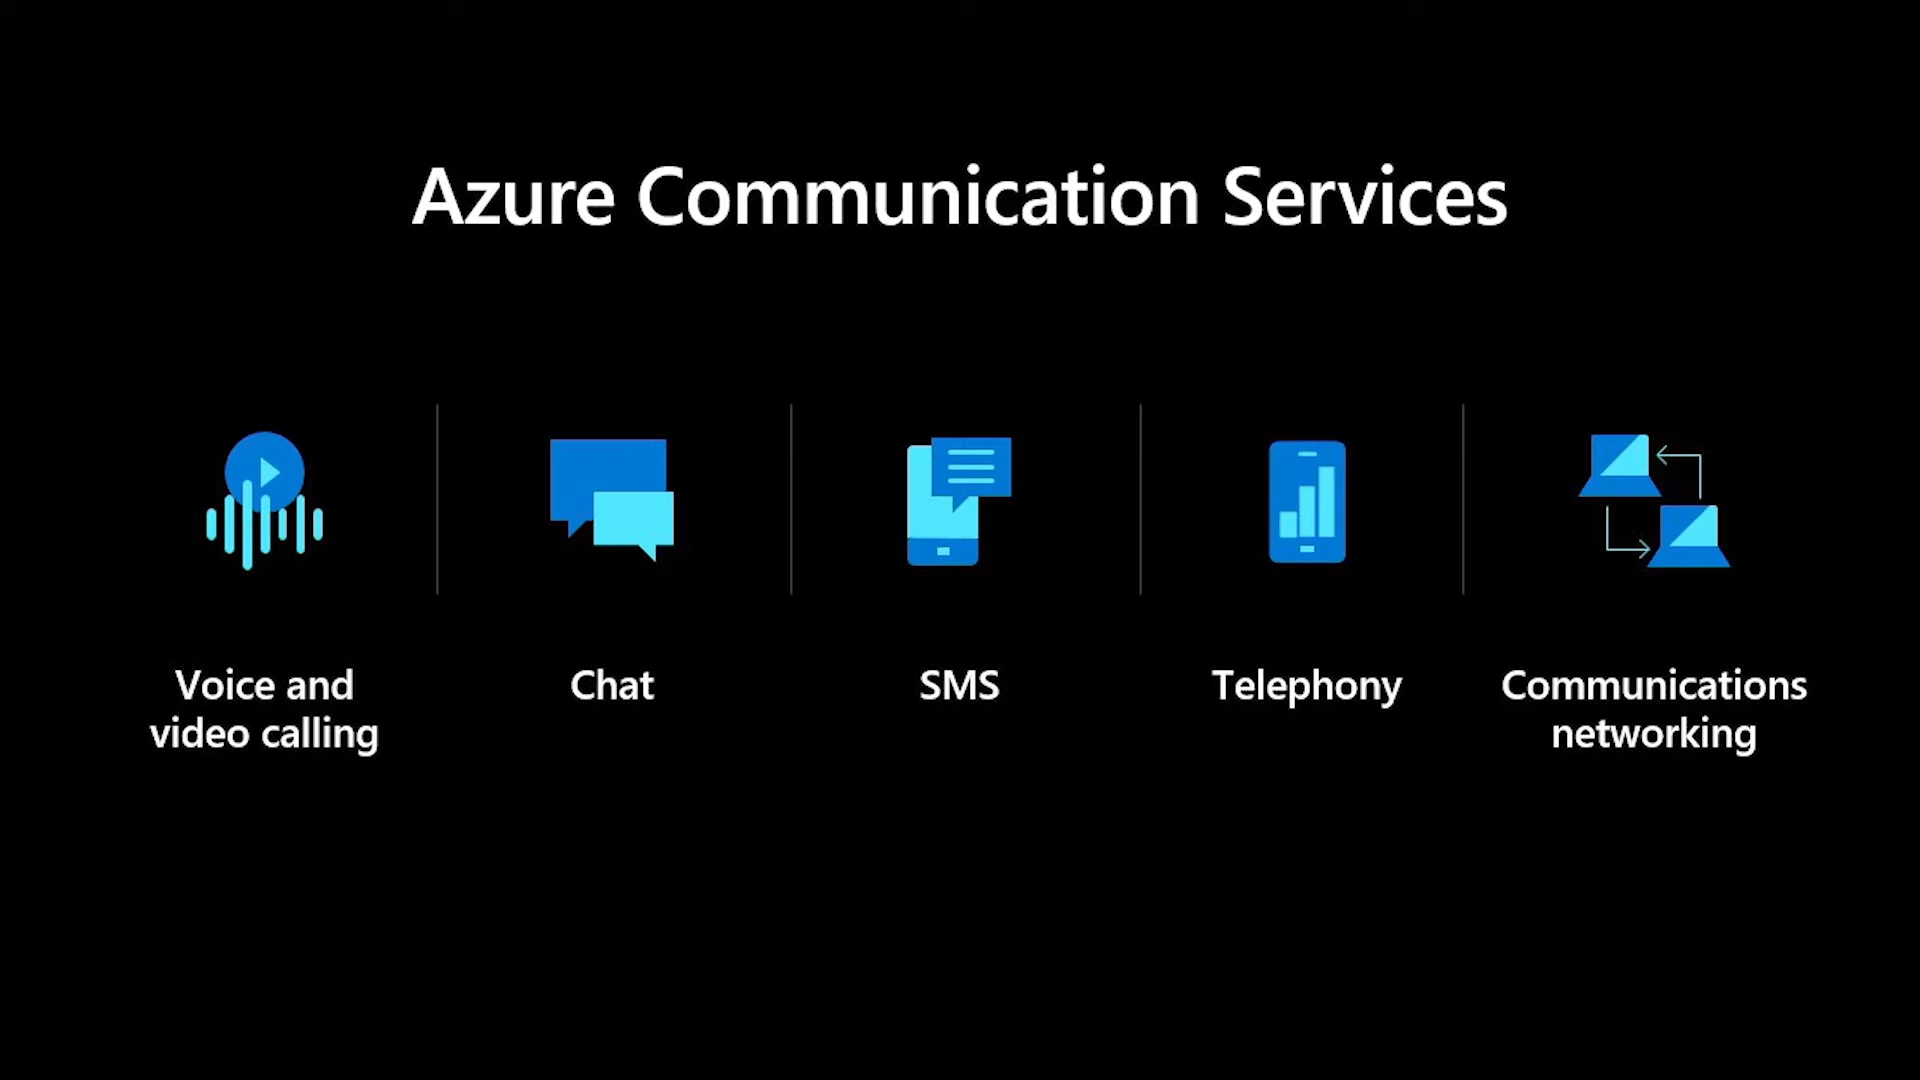 Azure Communication Services
Voice and
video calling
Chat
SMS
Telephony
Communications
networking